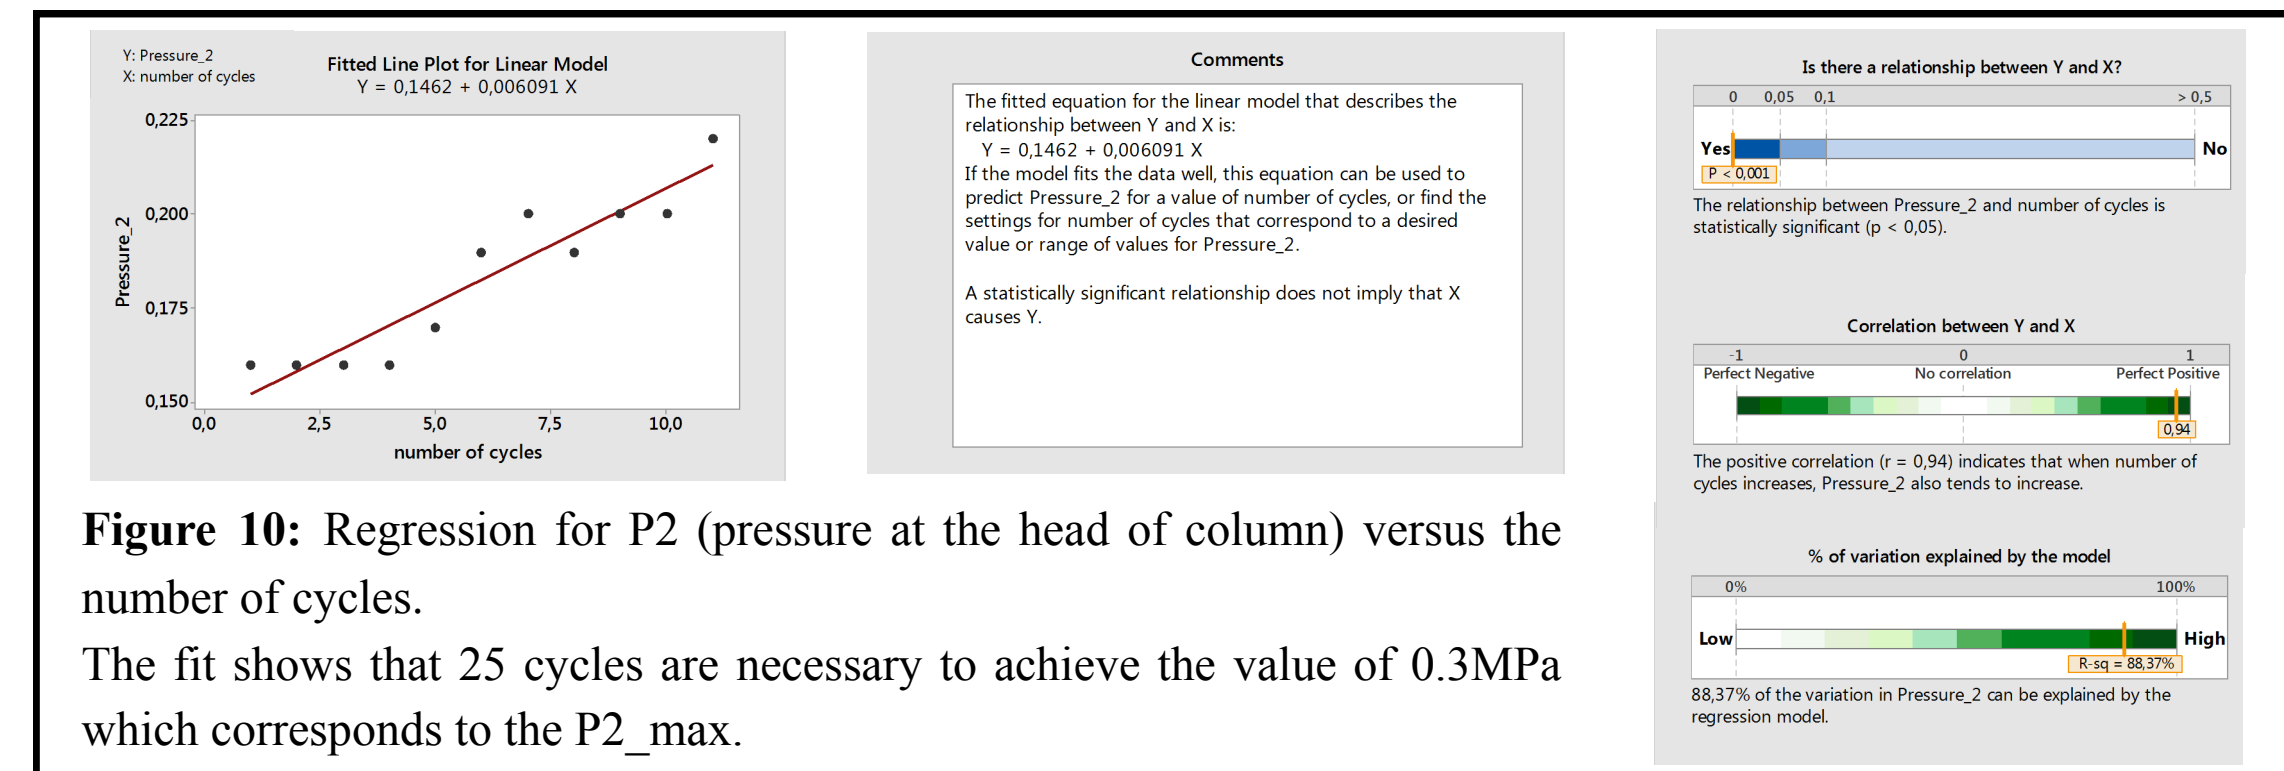 Y: Pressure_2
X: number of cycles
Fitted Line Plot for Linear Model
Y = 0,1462 + 0,006091 X
0,225
0,200
0,175
0,150
Pressure_2
0,0 2,5 5,0 7,5 10,0
number of cycles
Comments
The fitted equation for the linear model that describes the
relationship between Y and X is:
Y = 0,1462 + 0,006091 X
If the model fits the data well, this equation can be used to
predict Pressure_2 for a value of number of cycles, or find the
settings for number of cycles that correspond to a desired
value or range of values for Pressure_2.
A statistically significant relationship does not imply that X
causes Y.
Is there a relationship between Y and X?
0 0,05 0,1 > 0,5
Yes No
P < 0,001
The relationship between Pressure_2 and number of cycles is
statistically significant (p < 0,05).
Correlation between Y and X
-1 0 1
Perfect Negative No correlation Perfect Positive
0,94
The positive correlation (r = 0,94) indicates that when number of
cycles increases, Pressure_2 also tends to increase.
% of variation explained by the model
0% 100%
Low High
R-sq = 88,37%
88,37% of the variation in Pressure_2 can be explained by the
regression model.
Figure 10: Regression for P2 (pressure at the head of column) versus the
number of cycles.
The fit shows that 25 cycles are necessary to achieve the value of 0.3MPa
which corresponds to the P2_max.